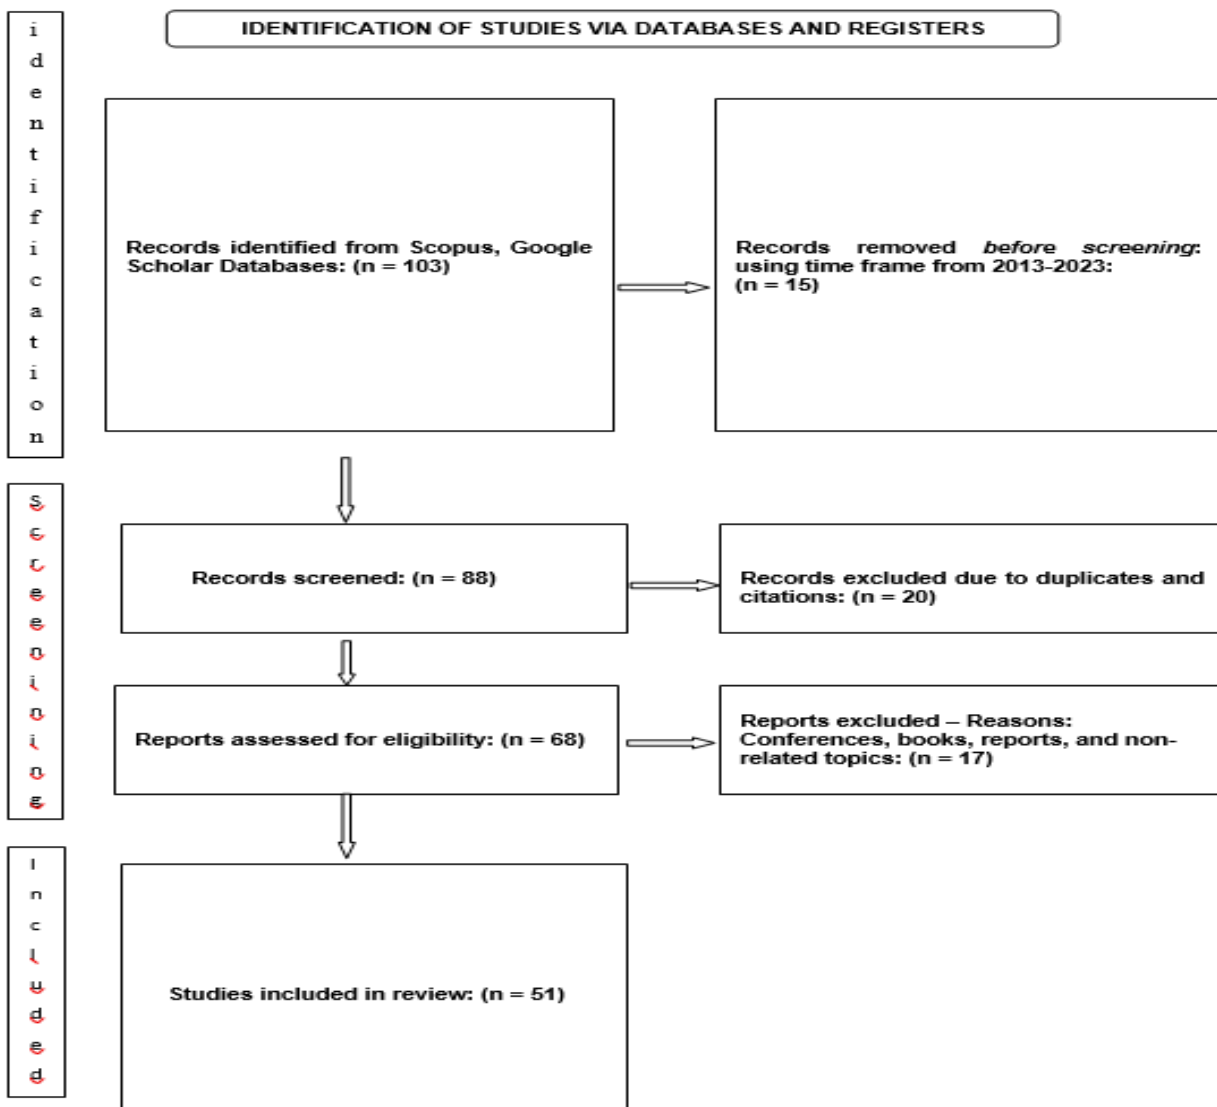 IDENTIFICATION OF STUDIES VIA DATABASES AND REGISTERS
identification
Records identified from Scopus, Google
Scholar Databases: (n = 103)
Records removed before screening:
using time frame from 2013-2023:
(n = 15)
Screening
Records screened: (n = 88)
Records excluded due to duplicates and
citations: (n = 20)
Reports assessed for eligibility: (n = 68)
Reports excluded – Reasons:
Conferences, books, reports, and non-
related topics: (n = 17)
Included
Studies included in review: (n = 51)